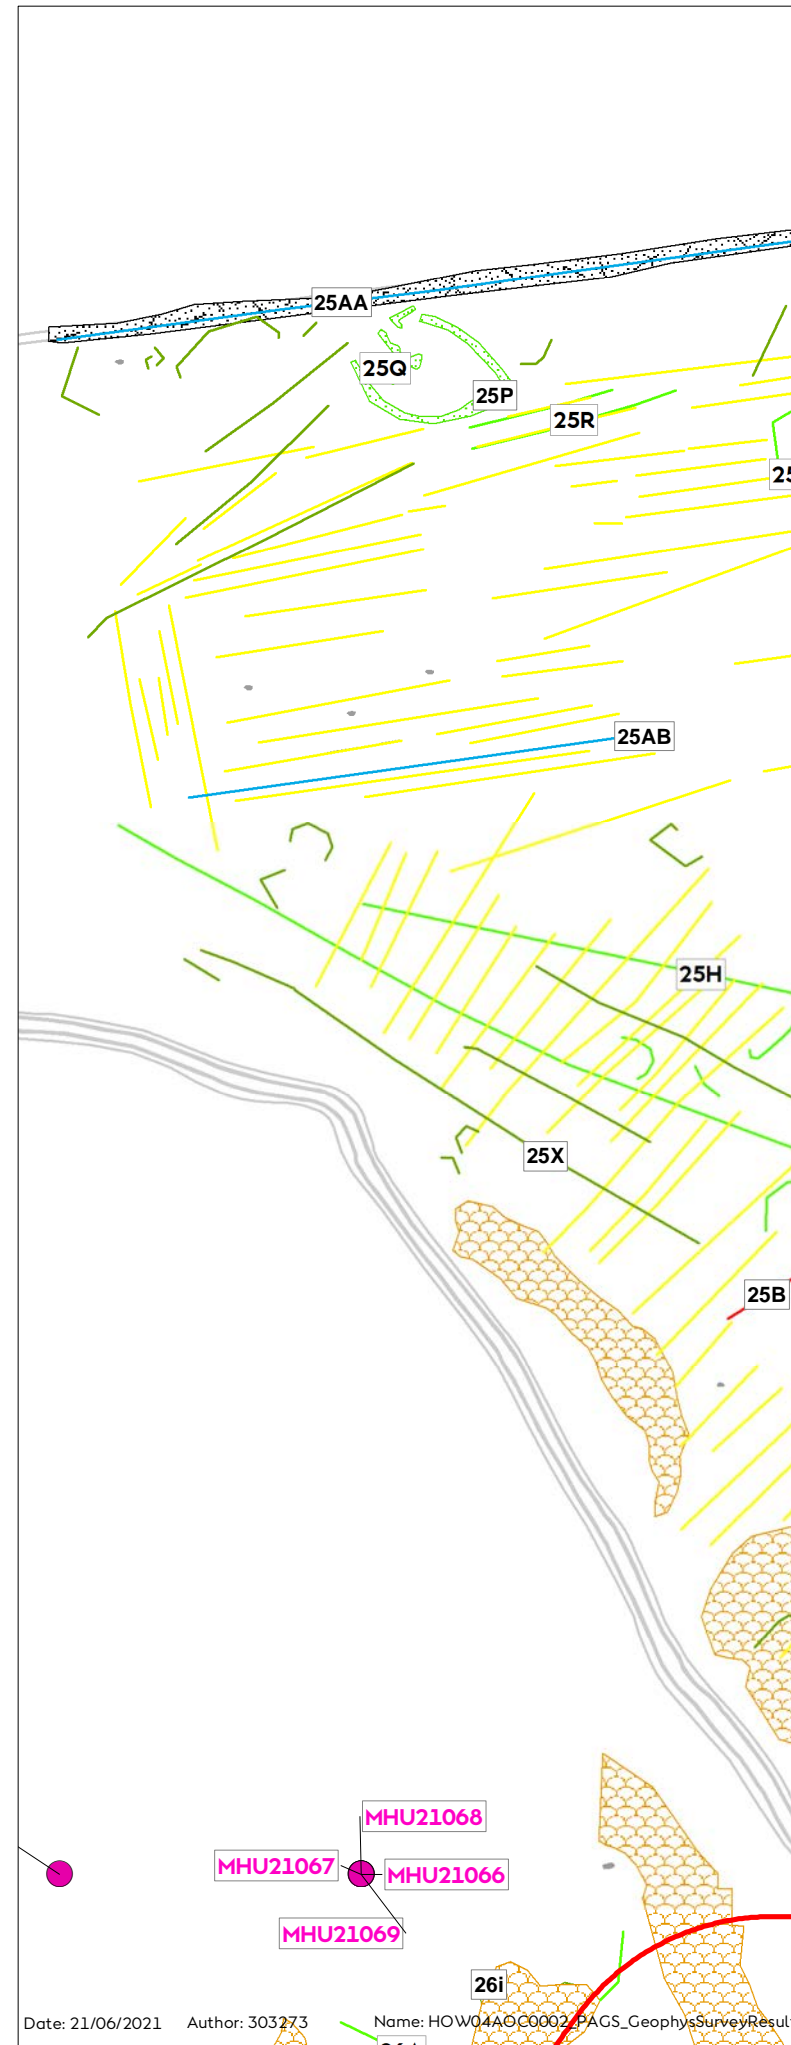 25AA
25Q
25P
25R
25
25AB
25H
25X
25B
MHU21068
MHU21067
MHU21066
MHU21069
26i
Date: 21/06/2021 Author: 303273 Name: HOW04AOC0002_PAGS_GeophysSurveyResul